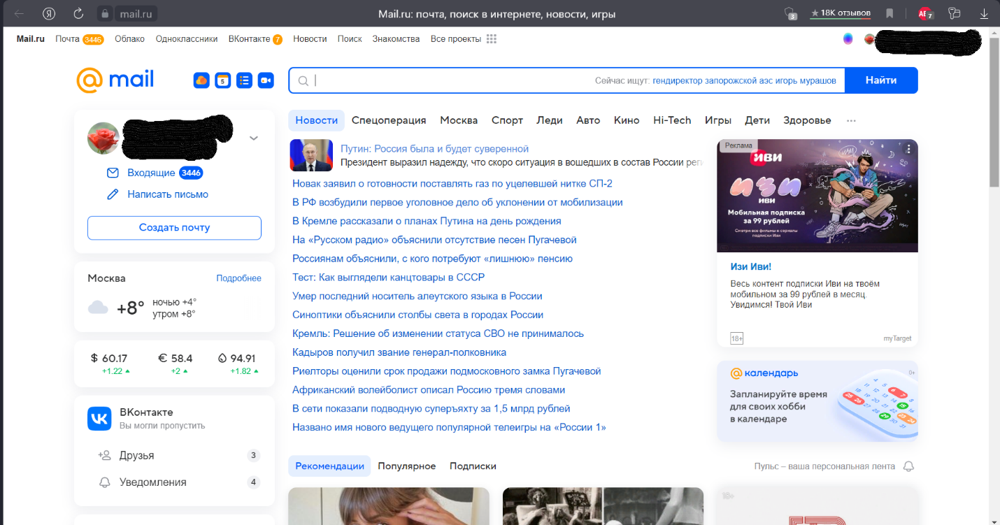 mail.ru
Mail.ru: почта, поиск в интернете, новости, игры
3
★ 18К отзывов
7
Mail.ru Почта 3446 Облако Одноклассники ВКонтакте 7 Новости Поиск Знакомства Все проекты
@mail
5
Сейчас ищут: гендиректор запорожской аэс игорь мурашов
Найти
Входящие 3446
Написать письмо
Создать почту
Москва Подробнее
+8° ночью +4°
утром +8°
$ 60.17 € 58.4 94.91
+1.22 +2 +1.82
ВКонтакте
Вы могли пропустить
Друзья 3
Уведомления 4
Новости Спецоперация Москва Спорт Леди Авто Кино Hi-Tech Игры Дети Здоровье ...
Путин: Россия была и будет суверенной
Президент выразил надежду, что скоро ситуация в вошедших в состав России
Новак заявил о готовности поставлять газ по уцелевшей нитке СП-2
В РФ возбудили первое уголовное дело об уклонении от мобилизации
В Кремле рассказали о планах Путина на день рождения
На «Русском радио» объяснили отсутствие песен Пугачевой
Россиянам объяснили, с кого потребуют «лишнюю» пенсию
Тест: Как выглядели канцтовары в СССР
Умер последний носитель алеутского языка в России
Синоптики объяснили столбы света в городах России
Кремль: Решение об изменении статуса СВО не принималось
Кадыров получил звание генерал-полковника
Риелторы оценили срок продажи подмосковного замка Пугачевой
Африканский волейболист описал Россию тремя словами
В сети показали подводную суперъяхту за 1,5 млрд рублей
Названо имя нового ведущего популярной телеигры на «России 1»
Реклама
ИВИ
ИЗИ
ИВИ
Мобильная подписка
за 99 рублей
Смотри все фильмы и сериалы
подписки Иви
Изи Иви!
Весь контент подписки Иви на твоём
мобильном за 99 рублей в месяц.
Увидимся! Твой Иви
18+ myTarget
@календарь 0+
Запланируйте время
для своих хобби
в календаре
Рекомендации Популярное Подписки
Пульс – ваша персональная лента
18+